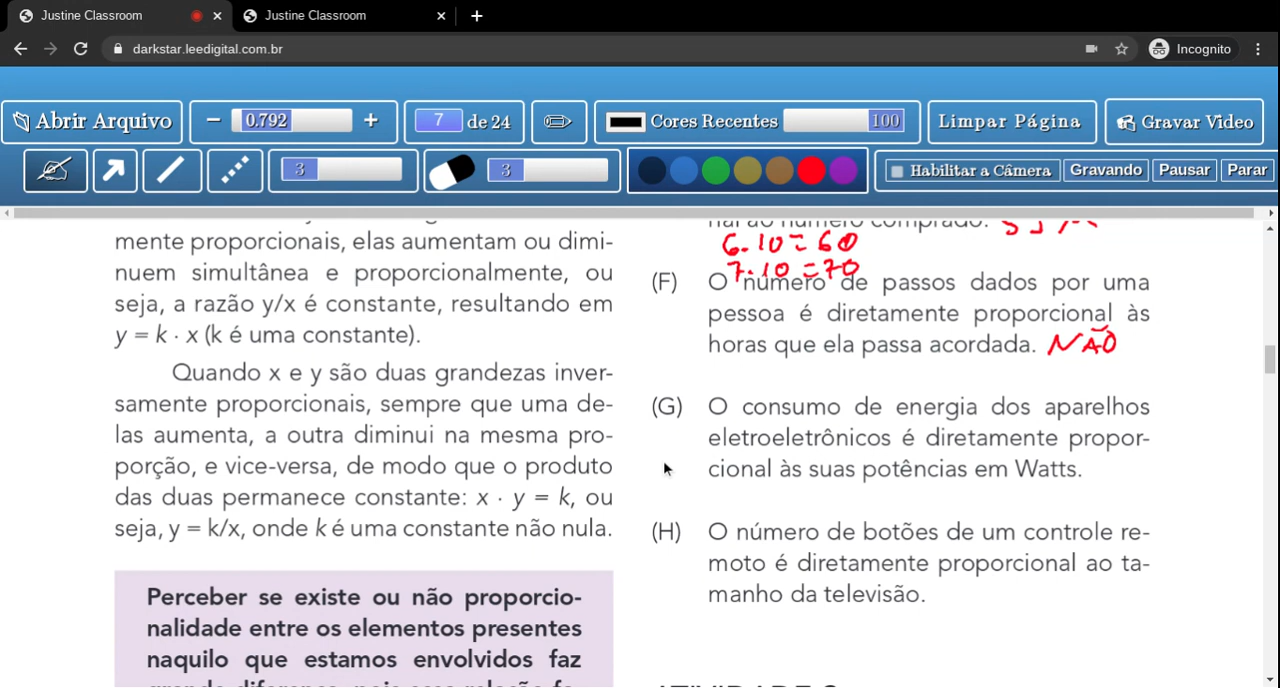 Justine Classroom
Justine Classroom
darkstar.leedigital.com.br
Incognito
Abrir Arquivo
− 0.792 +
7 de 24
Cores Recentes 100
Limpar Página
Gravar Video
3
3
Habilitar a Câmera Gravando Pausar Parar
mente proporcionais, elas aumentam ou dimi-
nuem simultânea e proporcionalmente, ou
seja, a razão y/x é constante, resultando em
y = k · x (k é uma constante).
Quando x e y são duas grandezas inver-
samente proporcionais, sempre que uma de-
las aumenta, a outra diminui na mesma pro-
porção, e vice-versa, de modo que o produto
das duas permanece constante: x · y = k, ou
seja, y = k/x, onde k é uma constante não nula.
Perceber se existe ou não proporcio-
nalidade entre os elementos presentes
naquilo que estamos envolvidos faz
nal ao número comprado.
6.10=60
7.10=70
(F) O número de passos dados por uma
pessoa é diretamente proporcional às
horas que ela passa acordada. NÃO
(G) O consumo de energia dos aparelhos
eletroeletrônicos é diretamente propor-
cional às suas potências em Watts.
(H) O número de botões de um controle re-
moto é diretamente proporcional ao ta-
manho da televisão.